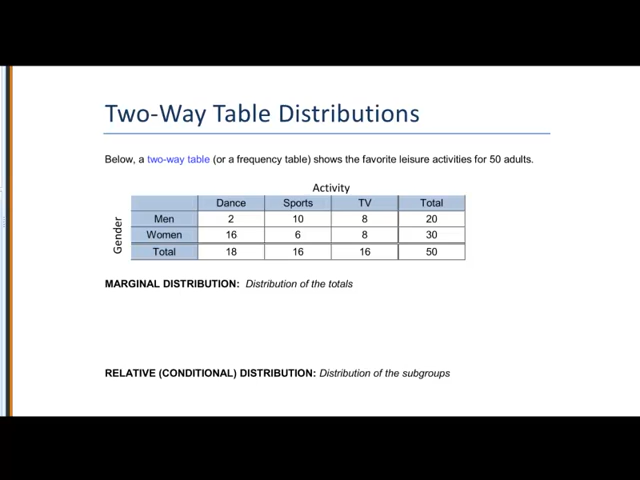 Two-Way Table Distributions
Below, a two-way table (or a frequency table) shows the favorite leisure activities for 50 adults.
Activity
Dance Sports TV Total
Gender
Men 2 10 8 20
Women 16 6 8 30
Total 18 16 16 50
MARGINAL DISTRIBUTION: Distribution of the totals
RELATIVE (CONDITIONAL) DISTRIBUTION: Distribution of the subgroups